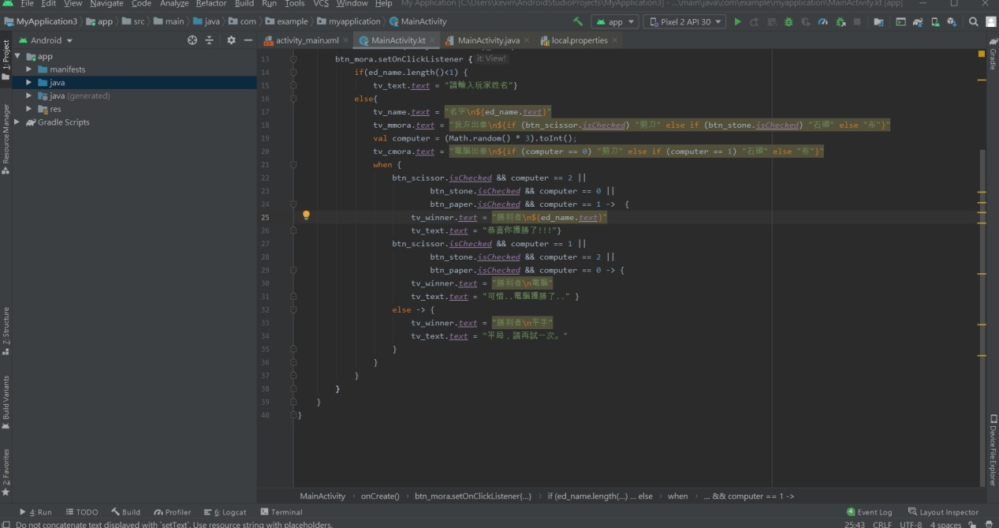 File Edit View Navigate Code Analyze Refactor Build Run Tools VCS Window Help My Application [C:\Users\kevin\AndroidStudioProjects\MyApplication3] - ...\main\java\com\example\myapplication\MainActivity.kt [app]
MyApplication3 app src main java com example myapplication MainActivity app Pixel 2 API 30
Android activity_main.xml MainActivity.kt MainActivity.java local.properties
1: Project
Resource Manager
Z: Structure
Build Variants
2: Favorites
app
manifests
java
java (generated)
res
Gradle Scripts
13 btn_mora.setOnClickListener { it: View!
14 if(ed_name.length()<1) {
15 tv_text.text = "請輸入玩家姓名"}
16 else{
17 tv_name.text = "名字\n${ed_name.text}"
18 tv_mmora.text = "我方出拳\n${if (btn_scissor.isChecked) "剪刀" else if (btn_stone.isChecked) "石頭" else "布"}"
19 val computer = (Math.random() * 3).toInt();
20 tv_cmora.text = "電腦出拳\n${if (computer == 0) "剪刀" else if (computer == 1) "石頭" else "布"}"
21 when {
22 btn_scissor.isChecked && computer == 2 ||
23 btn_stone.isChecked && computer == 0 ||
24 btn_paper.isChecked && computer == 1 -> {
25 tv_winner.text = "勝利者\n${ed_name.text}"
26 tv_text.text = "恭喜你獲勝了!!!"}
27 btn_scissor.isChecked && computer == 1 ||
28 btn_stone.isChecked && computer == 2 ||
29 btn_paper.isChecked && computer == 0 -> {
30 tv_winner.text = "勝利者\n電腦"
31 tv_text.text = "可惜..電腦獲勝了.." }
32 else -> {
33 tv_winner.text = "勝利者\n平手"
34 tv_text.text = "平局，請再試一次。"
35 }
36 }
37 }
38 }
39 }
40 }
Gradle
Device File Explorer
MainActivity onCreate() btn_mora.setOnClickListener{...} if (ed_name.length(...) ... else when ... && computer == 1 ->
4: Run TODO Build Profiler 6: Logcat Terminal 4 Event Log Layout Inspector
Do not concatenate text displayed with `setText`. Use resource string with placeholders. 25:43 CRLF UTF-8 4 spaces